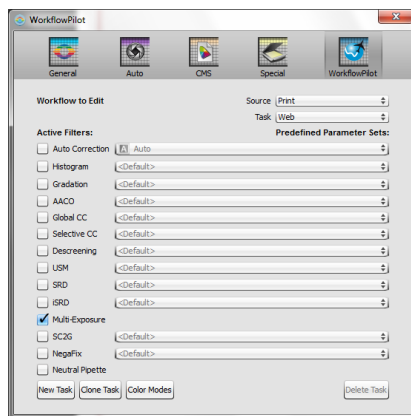 WorkflowPilot
General Auto CMS Special WorkflowPilot
Workflow to Edit Source Print
Task Web
Active Filters: Predefined Parameter Sets:
Auto Correction A Auto
Histogram <Default>
Gradation <Default>
AACO <Default>
Global CC <Default>
Selective CC <Default>
Descreening <Default>
USM <Default>
SRD <Default>
iSRD <Default>
Multi-Exposure
SC2G <Default>
NegaFix <Default>
Neutral Pipette
New Task Clone Task Color Modes Delete Task